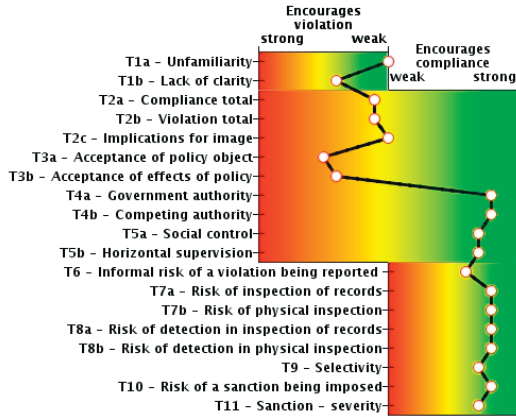 Encourages
violation
strong weak
Encourages
compliance
weak strong
T1a - Unfamiliarity
T1b - Lack of clarity
T2a - Compliance total
T2b - Violation total
T2c - Implications for image
T3a - Acceptance of policy object
T3b - Acceptance of effects of policy
T4a - Government authority
T4b - Competing authority
T5a - Social control
T5b - Horizontal supervision
T6 - Informal risk of a violation being reported
T7a - Risk of inspection of records
T7b - Risk of physical inspection
T8a - Risk of detection in inspection of records
T8b - Risk of detection in physical inspection
T9 - Selectivity
T10 - Risk of a sanction being imposed
T11 - Sanction - severity